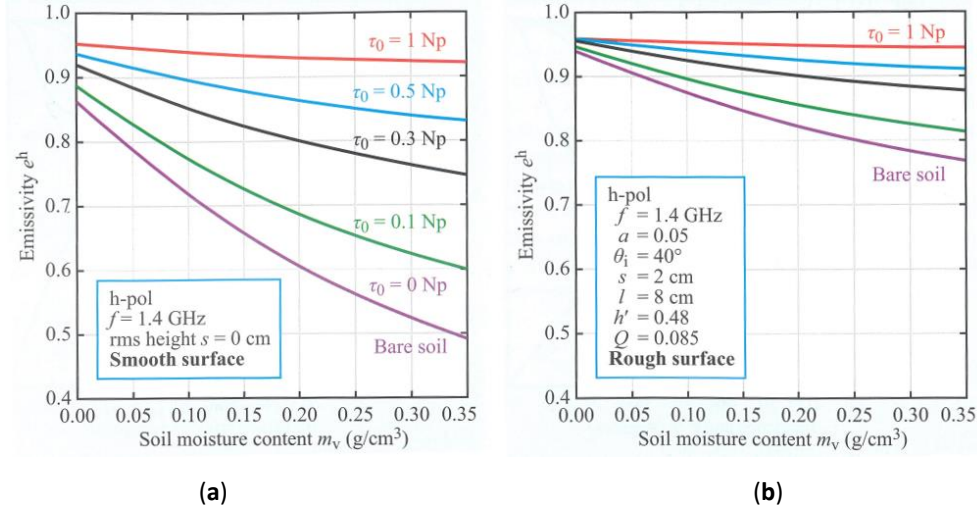 1.0
0.9
0.8
0.7
0.6
0.5
0.4
Emissivity eʰ
τ₀ = 1 Np
τ₀ = 0.5 Np
τ₀ = 0.3 Np
τ₀ = 0.1 Np
τ₀ = 0 Np
Bare soil
h-pol
f = 1.4 GHz
rms height s = 0 cm
Smooth surface
0.00 0.05 0.10 0.15 0.20 0.25 0.30 0.35
Soil moisture content mᵥ (g/cm³)
(a)
1.0
0.9
0.8
0.7
0.6
0.5
0.4
Emissivity eʰ
τ₀ = 1 Np
Bare soil
h-pol
f = 1.4 GHz
a = 0.05
θᵢ = 40°
s = 2 cm
l = 8 cm
h' = 0.48
Q = 0.085
Rough surface
0.00 0.05 0.10 0.15 0.20 0.25 0.30 0.35
Soil moisture content mᵥ (g/cm³)
(b)